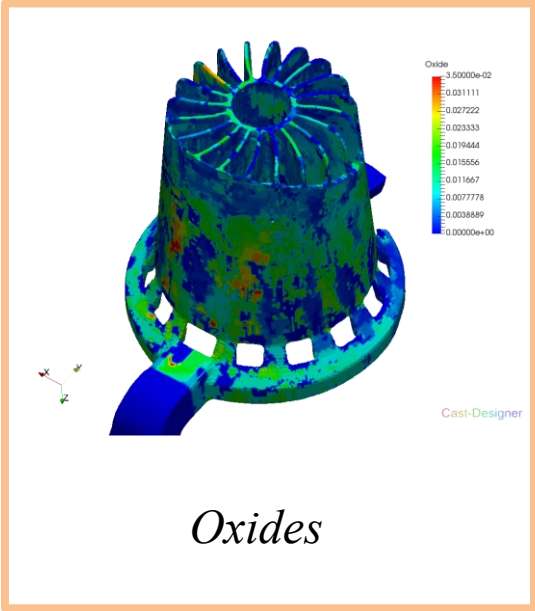 Oxide
3.50000e-02
0.031111
0.027222
0.023333
0.019444
0.015556
0.011667
0.0077778
0.0038889
0.00000e+00
X
Y
Z
Cast-Designer
Oxides